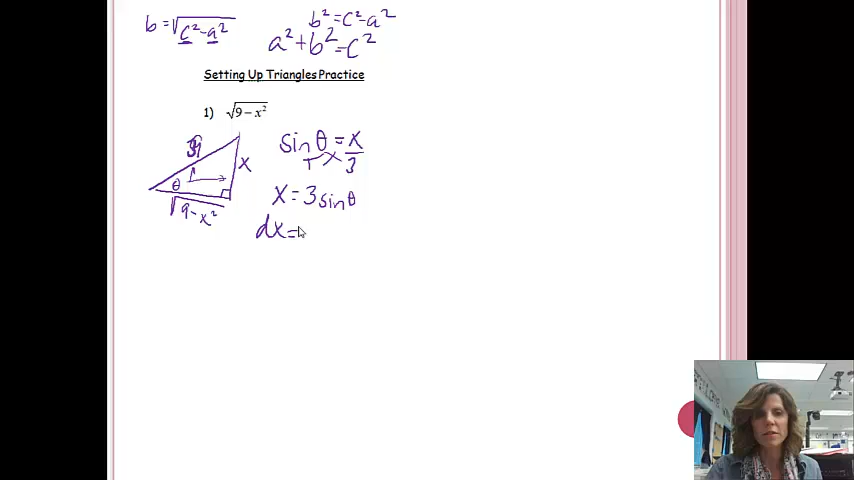 b = √c²-a²
b² = c²-a²
a² + b² = c²
Setting Up Triangles Practice
1) √9 − x²
3
x
θ
√9-x²
sin θ = x/3
x = 3 sin θ
dx =